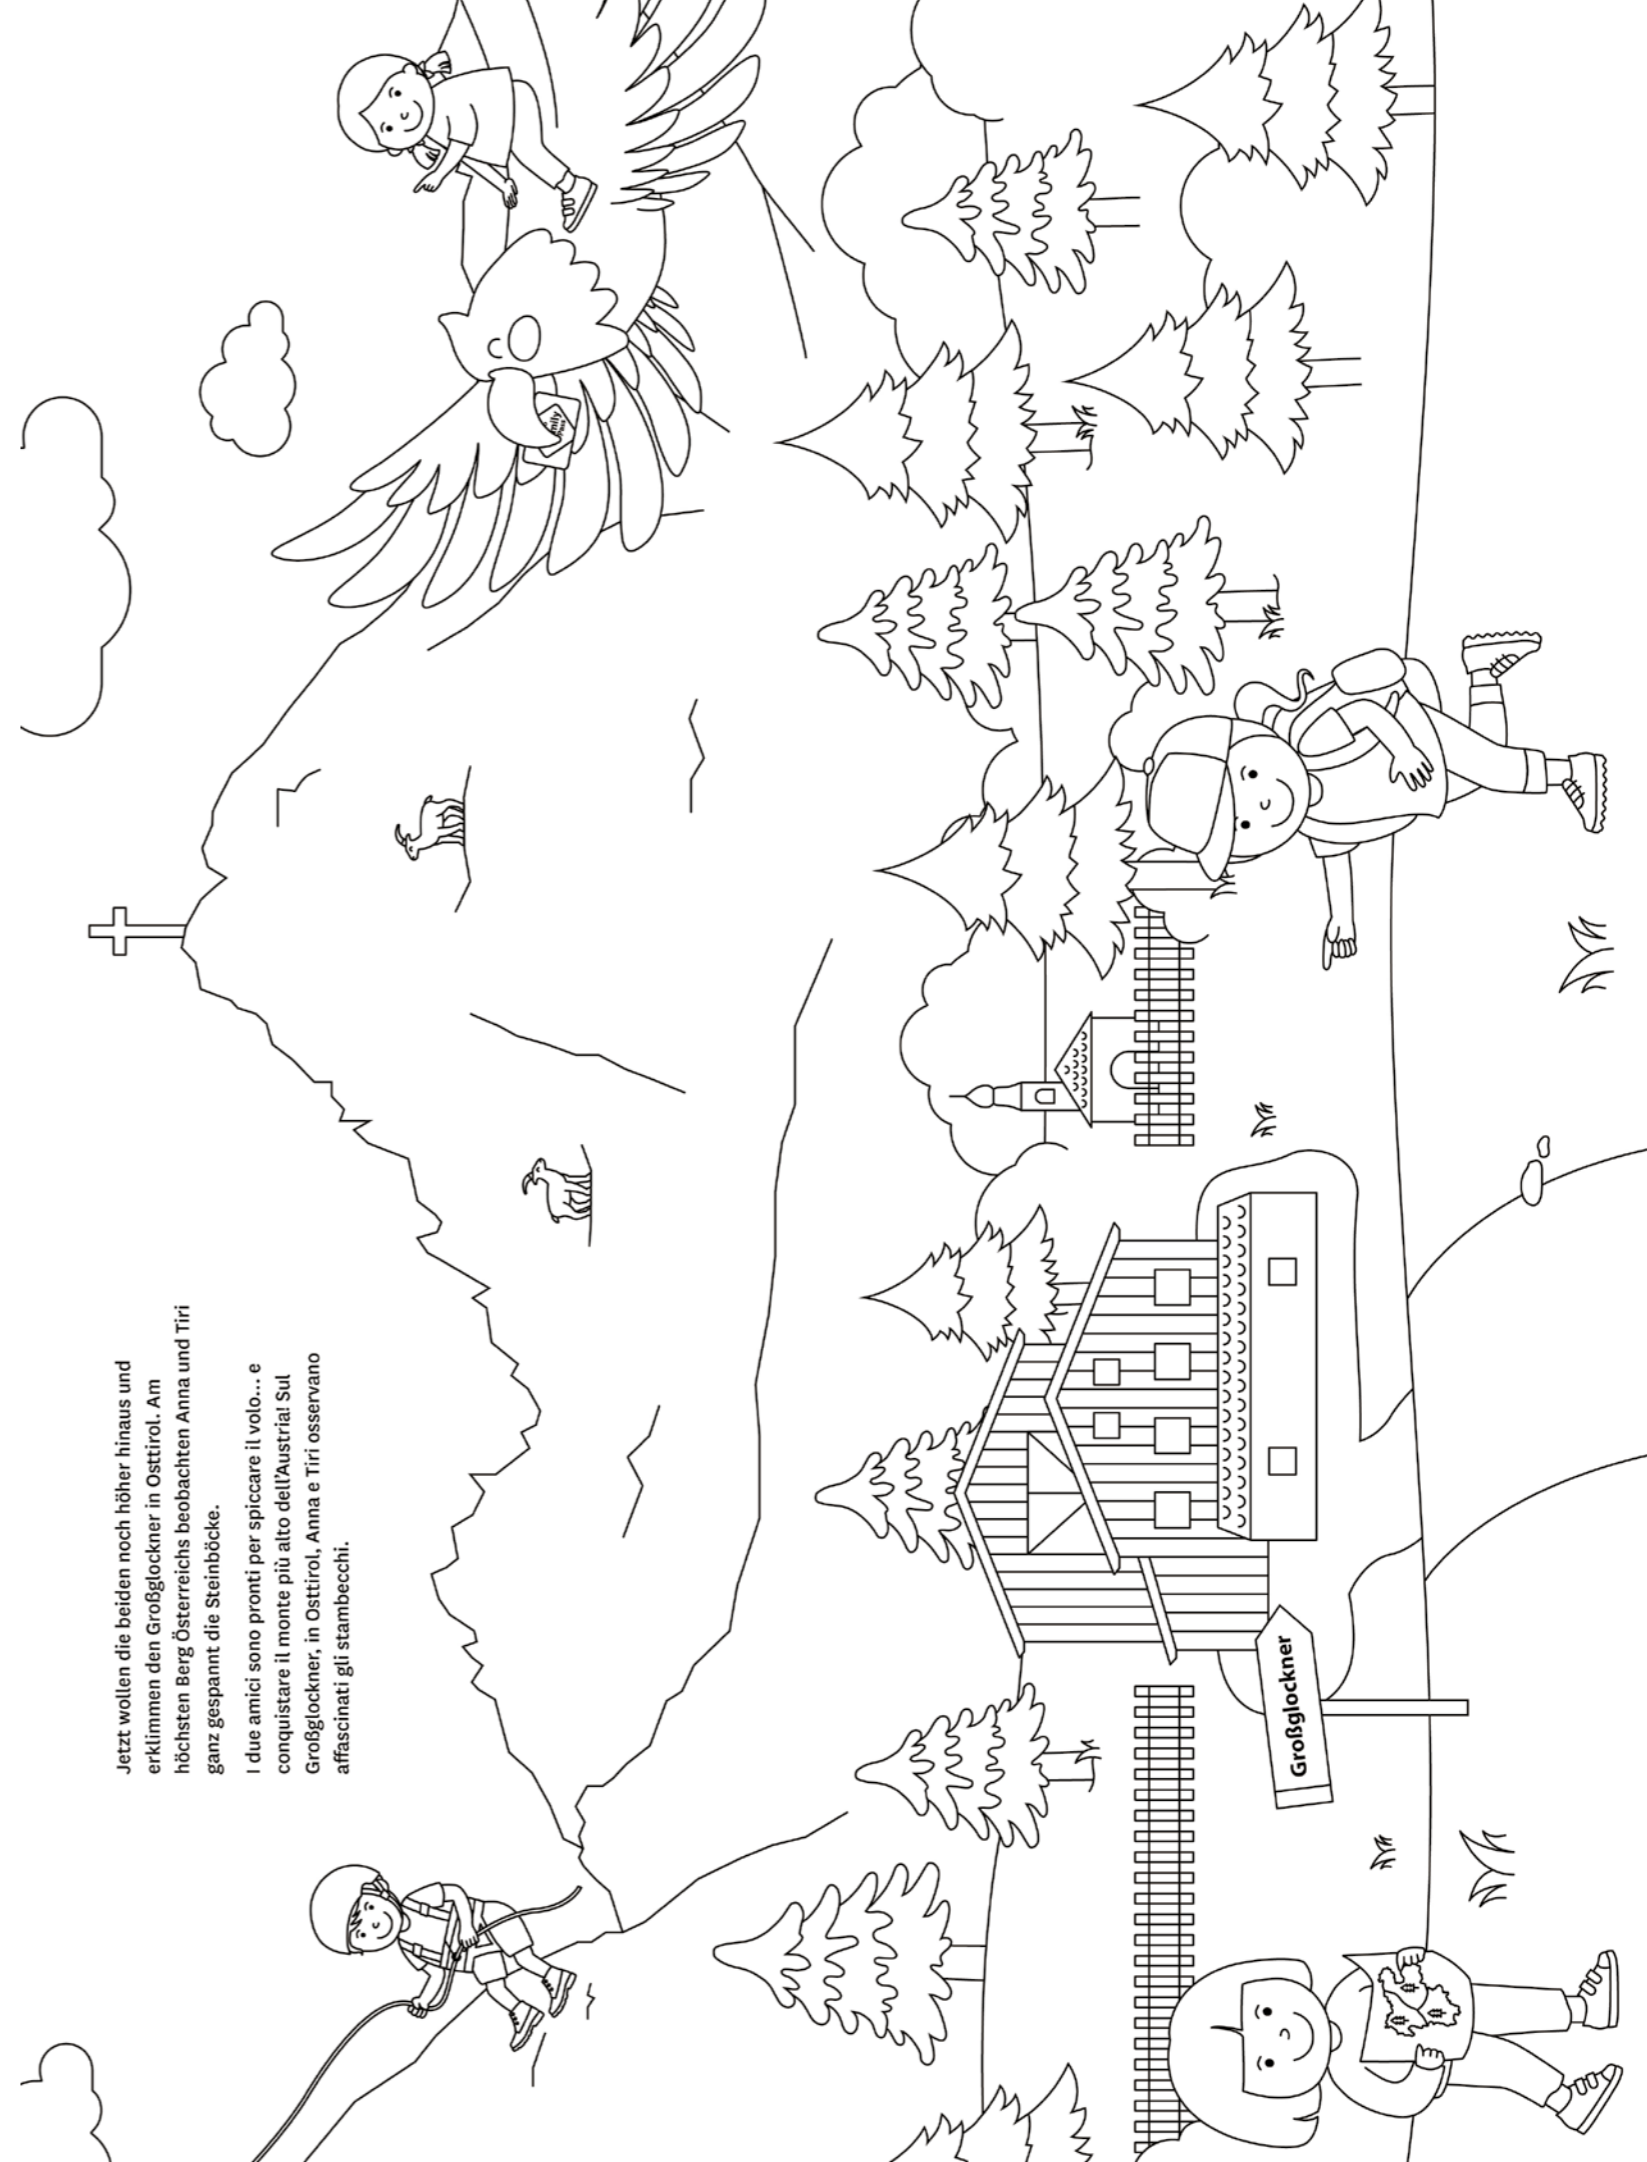 Jetzt wollen die beiden noch höher hinaus und
erklimmen den Großglockner in Osttirol. Am
höchsten Berg Österreichs beobachten Anna und Tiri
ganz gespannt die Steinböcke.
I due amici sono pronti per spiccare il volo... e
conquistare il monte più alto dell'Austria! Sul
Großglockner, in Osttirol, Anna e Tiri osservano
affascinati gli stambecchi.
Großglockner